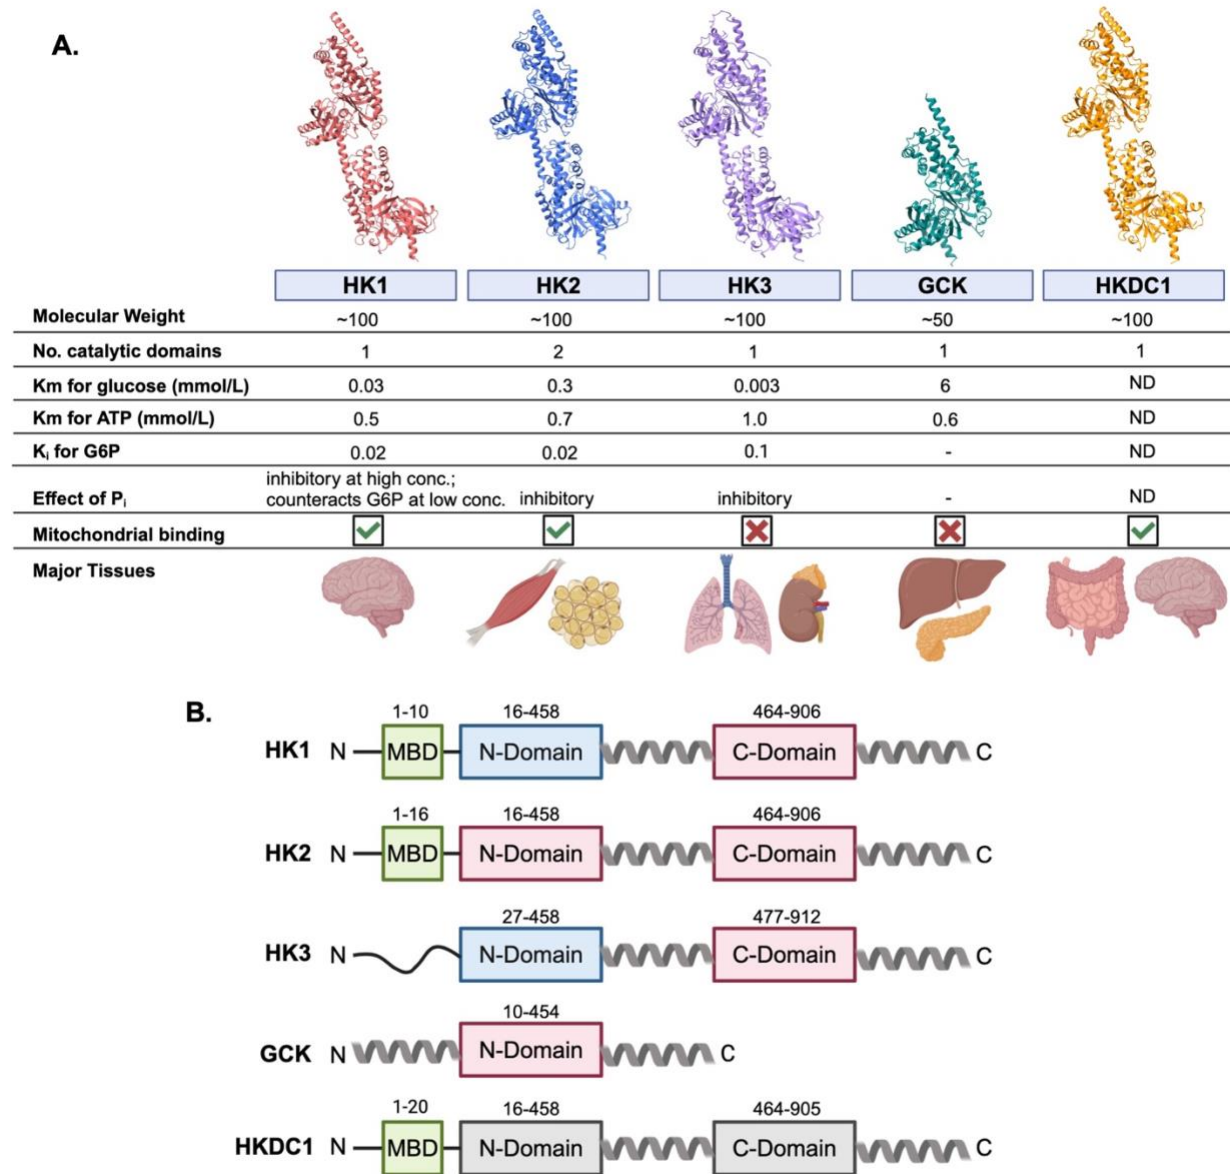 A.
HK1 HK2 HK3 GCK HKDC1
Molecular Weight ~100 ~100 ~100 ~50 ~100
No. catalytic domains 1 2 1 1 1
Km for glucose (mmol/L) 0.03 0.3 0.003 6 ND
Km for ATP (mmol/L) 0.5 0.7 1.0 0.6 ND
Kᵢ for G6P 0.02 0.02 0.1 - ND
inhibitory at high conc.;
Effect of Pᵢ counteracts G6P at low conc. inhibitory inhibitory - ND
Mitochondrial binding
Major Tissues
B.
1-10 16-458 464-906
HK1 N MBD N-Domain C-Domain C
1-16 16-458 464-906
HK2 N MBD N-Domain C-Domain C
27-458 477-912
HK3 N N-Domain C-Domain C
10-454
GCK N N-Domain C
1-20 16-458 464-905
HKDC1 N MBD N-Domain C-Domain C